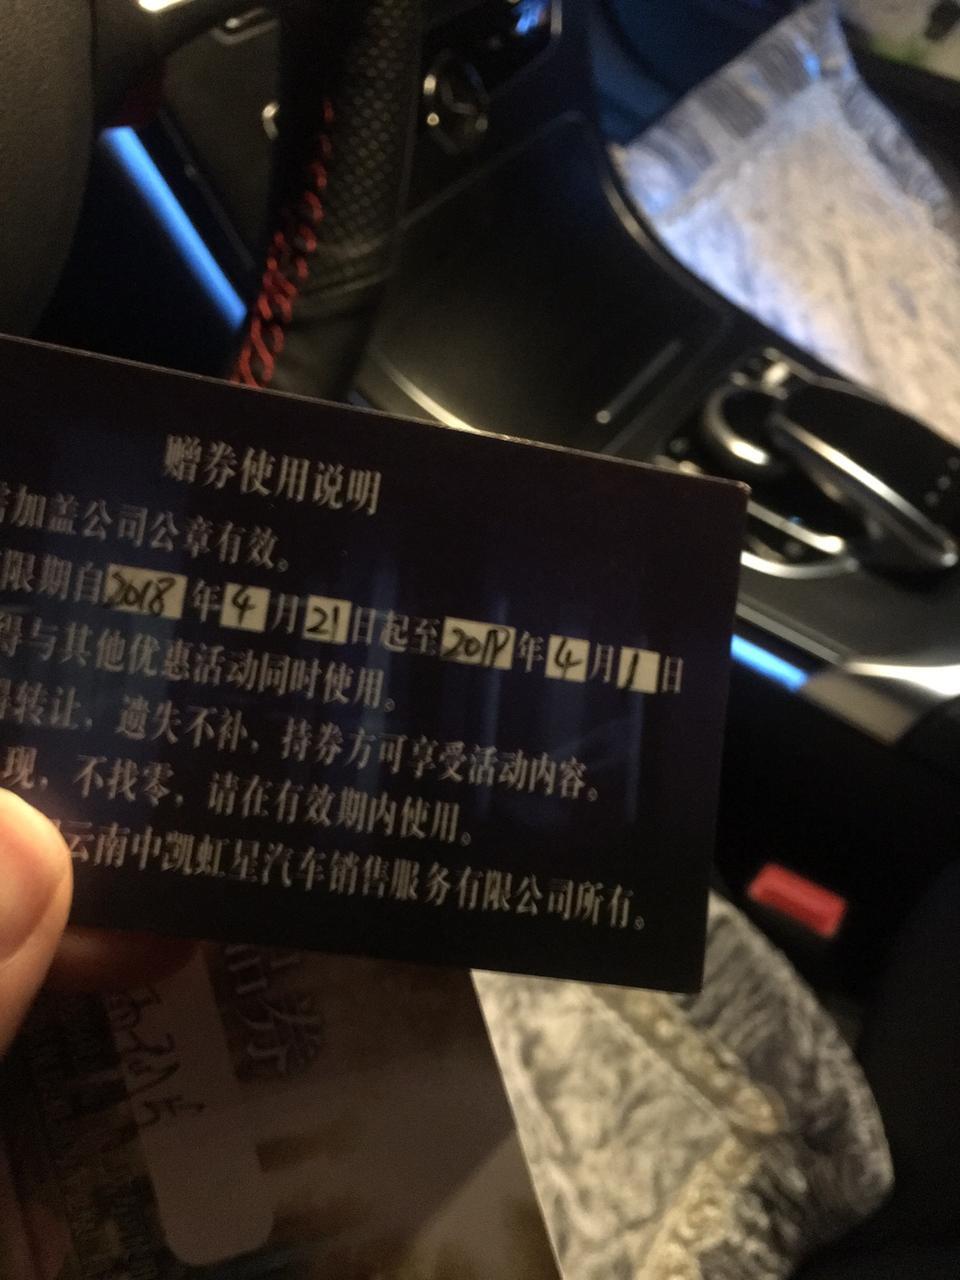 赠券使用说明
加盖公司公章有效。
限期自2018年4月21日起至2019年4月1日
得与其他优惠活动同时使用。
转让，遗失不补，持券方可享受活动内容。
现，不找零，请在有效期内使用。
云南中凯虹星汽车销售服务有限公司所有。
券